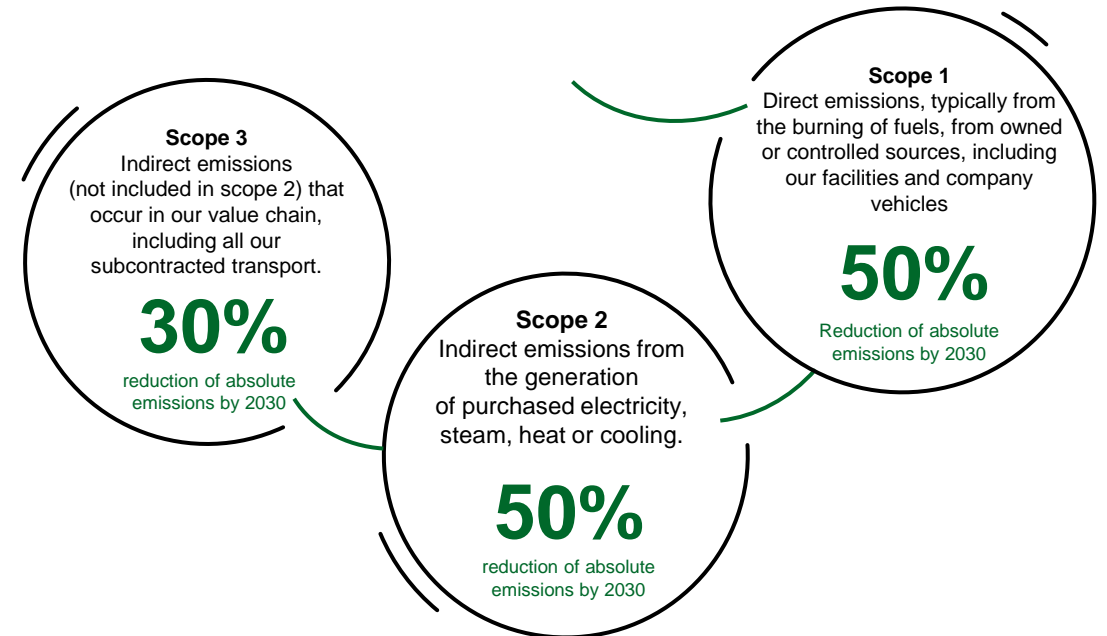 Scope 1
Direct emissions, typically from
the burning of fuels, from owned
or controlled sources, including
our facilities and company
vehicles
50%
Reduction of absolute
emissions by 2030
Scope 3
Indirect emissions
(not included in scope 2) that
occur in our value chain,
including all our
subcontracted transport.
30%
reduction of absolute
emissions by 2030
Scope 2
Indirect emissions from
the generation
of purchased electricity,
steam, heat or cooling.
50%
reduction of absolute
emissions by 2030